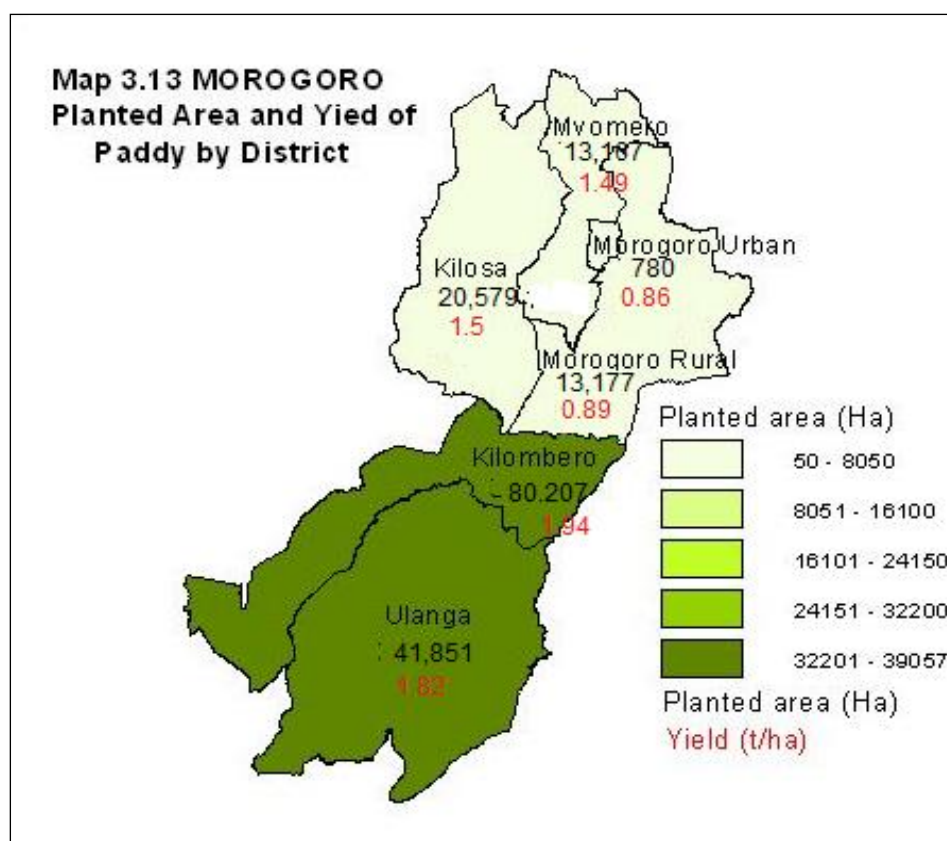 Map 3.13 MOROGORO
Planted Area and Yied of
Paddy by District
Mvomero
1.49
Morogoro Urban
780
0.86
Kilosa
20,579
1.5
Morogoro Rural
13,177
0.89
Kilombero
80.207
1.94
Ulanga
41,851
1.82
Planted area (Ha)
50 - 8050
8051 - 16100
16101 - 24150
24151 - 32200
32201 - 39057
Planted area (Ha)
Yield (t/ha)